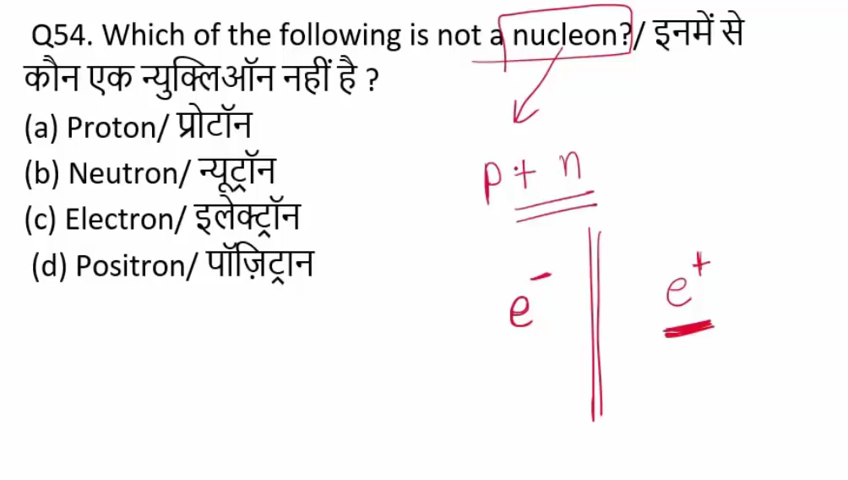 Q54. Which of the following is not a nucleon?/ इनमें से
कौन एक न्युक्लिऑन नहीं है ?
(a) Proton/ प्रोटॉन
(b) Neutron/ न्यूट्रॉन
(c) Electron/ इलेक्ट्रॉन
(d) Positron/ पॉज़िट्रान
p + n
e⁻
e⁺